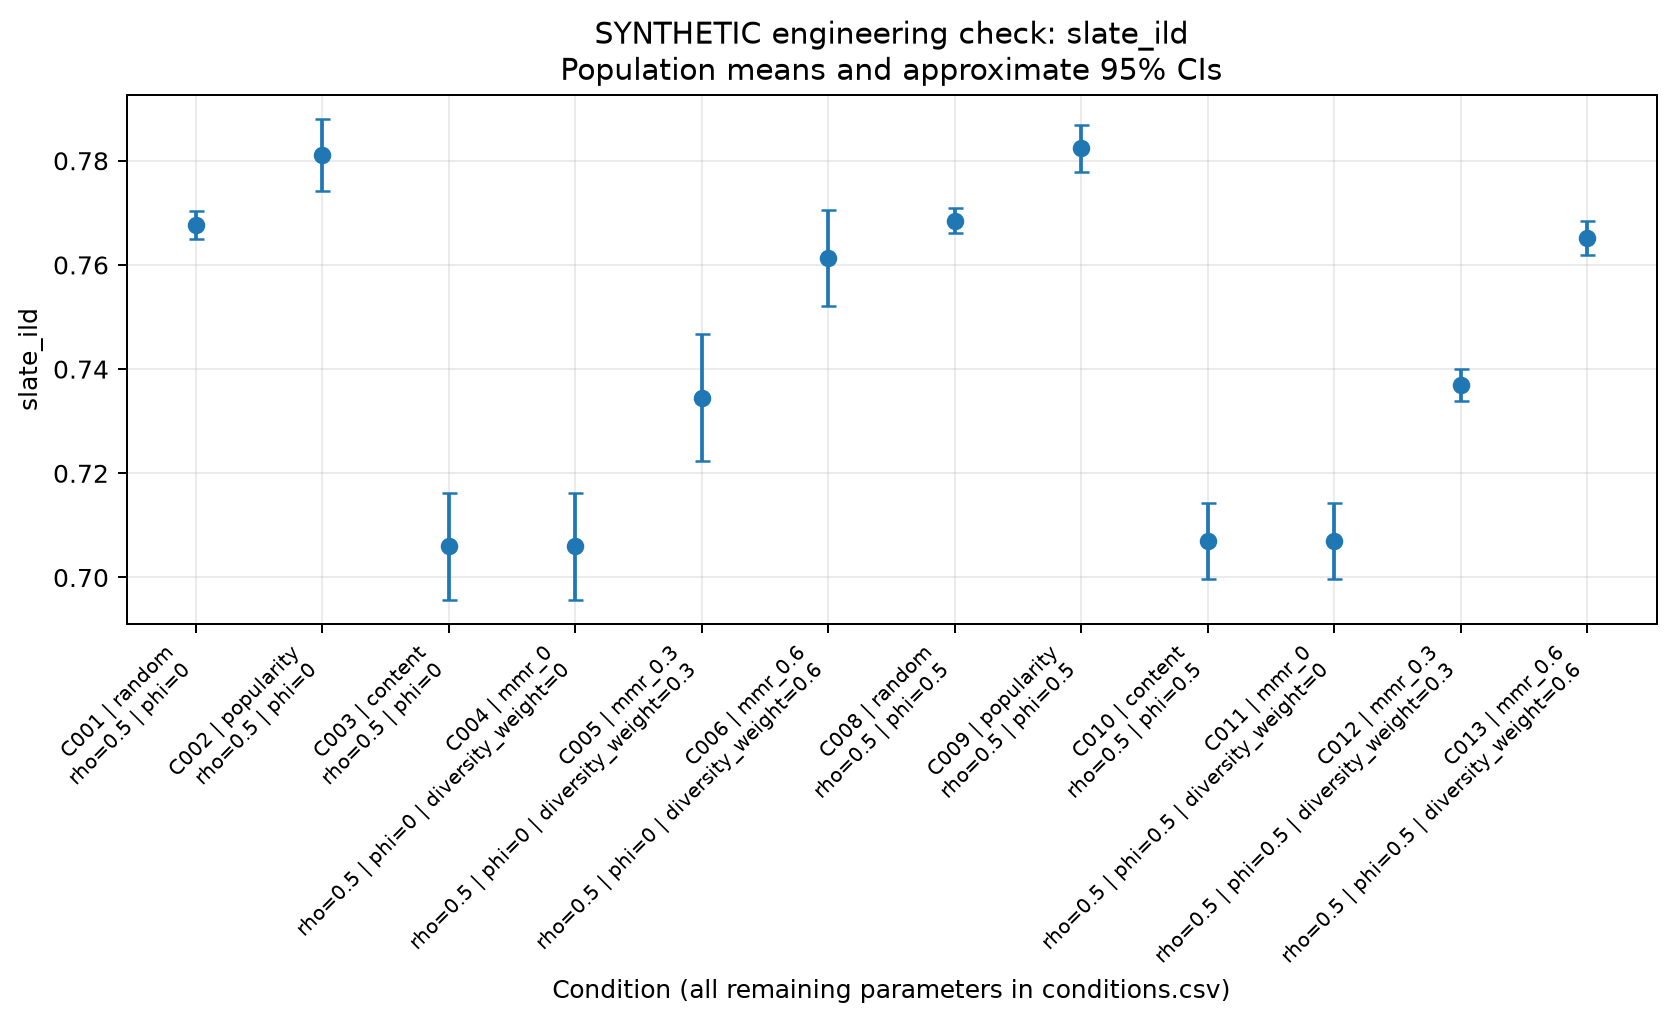 SYNTHETIC engineering check: slate_ild
Population means and approximate 95% CIs
slate_ild
0.78
0.76
0.74
0.72
0.70
C001 | random
rho=0.5 | phi=0
C002 | popularity
rho=0.5 | phi=0
C003 | content
rho=0.5 | phi=0
C004 | mmr_0
rho=0.5 | phi=0 | diversity_weight=0
C005 | mmr_0.3
rho=0.5 | phi=0 | diversity_weight=0.3
C006 | mmr_0.6
rho=0.5 | phi=0 | diversity_weight=0.6
C008 | random
rho=0.5 | phi=0.5
C009 | popularity
rho=0.5 | phi=0.5
C010 | content
rho=0.5 | phi=0.5
C011 | mmr_0
rho=0.5 | phi=0.5 | diversity_weight=0
C012 | mmr_0.3
rho=0.5 | phi=0.5 | diversity_weight=0.3
C013 | mmr_0.6
rho=0.5 | phi=0.5 | diversity_weight=0.6
Condition (all remaining parameters in conditions.csv)